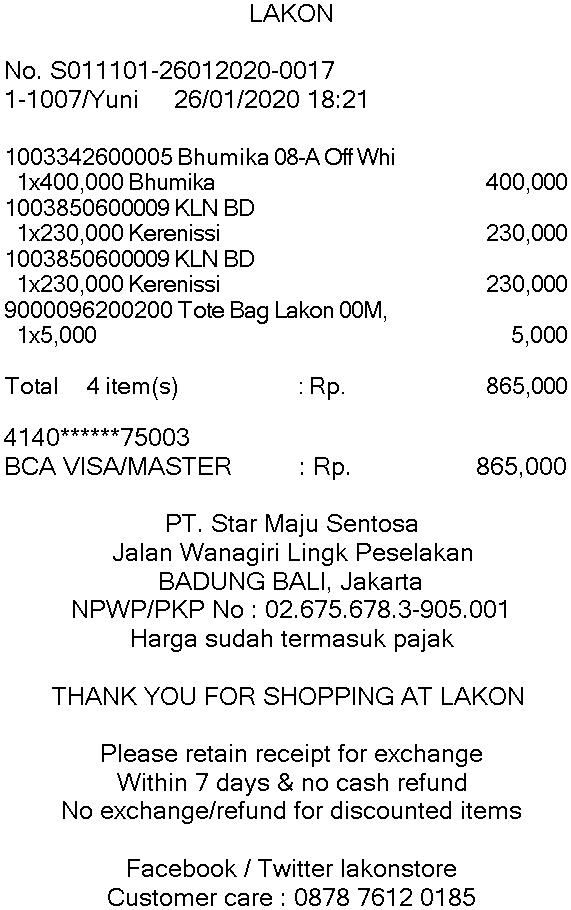 LAKON
No. S011101-26012020-0017
1-1007/Yuni 26/01/2020 18:21
1003342600005 Bhumika 08-A Off Whi
1x400,000 Bhumika 400,000
1003850600009 KLN BD
1x230,000 Kerenissi 230,000
1003850600009 KLN BD
1x230,000 Kerenissi 230,000
9000096200200 Tote Bag Lakon 00M,
1x5,000 5,000
Total 4 item(s) : Rp. 865,000
4140******75003
BCA VISA/MASTER : Rp. 865,000
PT. Star Maju Sentosa
Jalan Wanagiri Lingk Peselakan
BADUNG BALI, Jakarta
NPWP/PKP No : 02.675.678.3-905.001
Harga sudah termasuk pajak
THANK YOU FOR SHOPPING AT LAKON
Please retain receipt for exchange
Within 7 days & no cash refund
No exchange/refund for discounted items
Facebook / Twitter lakonstore
Customer care : 0878 7612 0185